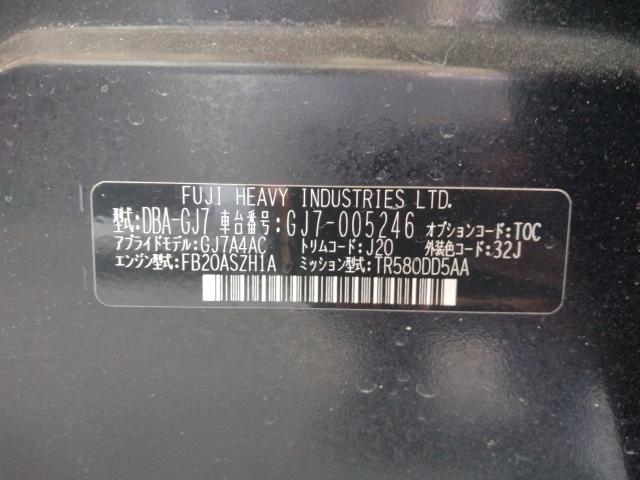 FUJI HEAVY INDUSTRIES LTD.
型式:DBA-GJ7 車台番号:GJ7-005246 オプションコード:TOC
アプライドモデル:GJ7A4AC トリムコード:J20 外装色コード:32J
エンジン型式:FB20ASZH1A ミッション型式:TR580DD5AA